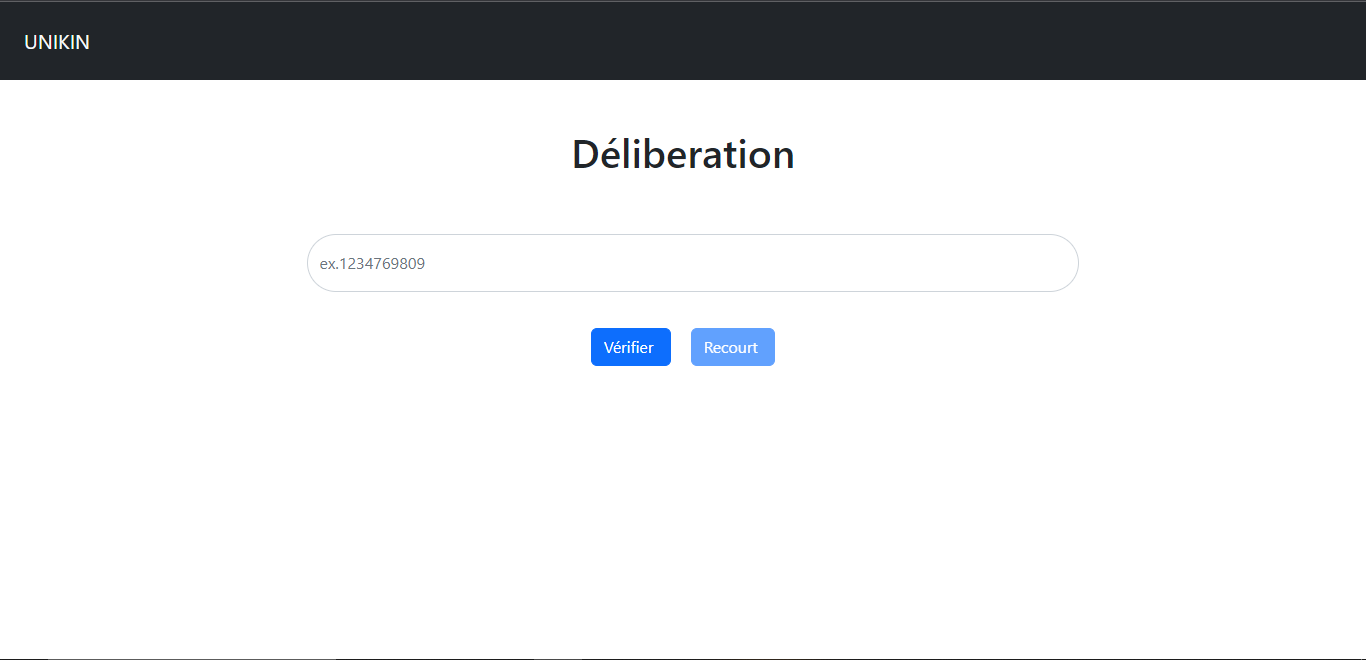 UNIKIN
Déliberation
ex.1234769809
Vérifier Recourt